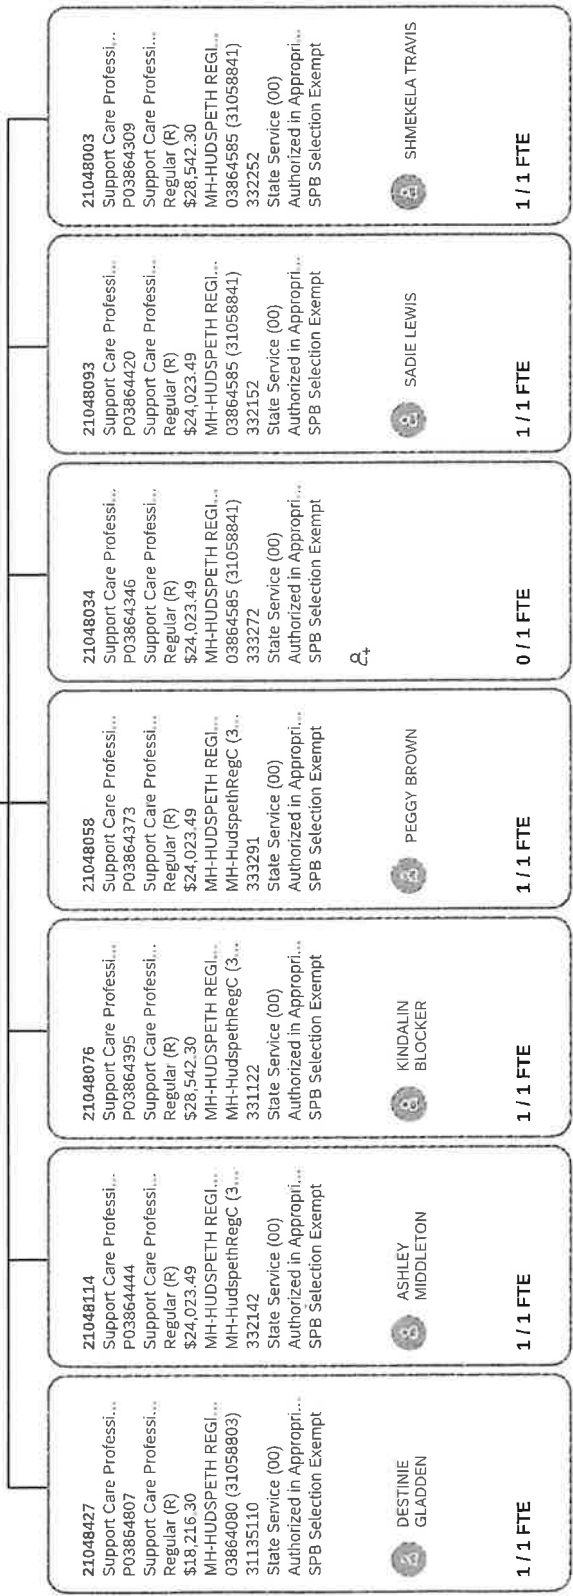 21048427
Support Care Professi...
P03864807
Support Care Professi...
Regular (R)
$18,216.30
MH-HUDSPETH REGI...
03864080 (31058803)
31135110
State Service (00)
Authorized in Appropri...
SPB Selection Exempt
DESTINIE
GLADDEN
1 / 1 FTE
21048114
Support Care Professi...
P03864444
Support Care Professi...
Regular (R)
$24,023.49
MH-HUDSPETH REGI...
MH-HudspethRegC (3...
332142
State Service (00)
Authorized in Appropri...
SPB Selection Exempt
ASHLEY
MIDDLETON
1 / 1 FTE
21048076
Support Care Professi...
P03864395
Support Care Professi...
Regular (R)
$28,542.30
MH-HUDSPETH REGI...
MH-HudspethRegC (3...
331122
State Service (00)
Authorized in Appropri...
SPB Selection Exempt
KINDALIN
BLOCKER
1 / 1 FTE
21048058
Support Care Professi...
P03864373
Support Care Professi...
Regular (R)
$24,023.49
MH-HUDSPETH REGI...
MH-HudspethRegC (3...
333291
State Service (00)
Authorized in Appropri...
SPB Selection Exempt
PEGGY BROWN
1 / 1 FTE
21048034
Support Care Professi...
P03864346
Support Care Professi...
Regular (R)
$24,023.49
MH-HUDSPETH REGI...
03864585 (31058841)
333272
State Service (00)
Authorized in Appropri...
SPB Selection Exempt
0 / 1 FTE
21048093
Support Care Professi...
P03864420
Support Care Professi...
Regular (R)
$24,023.49
MH-HUDSPETH REGI...
03864585 (31058841)
332152
State Service (00)
Authorized in Appropri...
SPB Selection Exempt
SADIE LEWIS
1 / 1 FTE
21048003
Support Care Professi...
P03864309
Support Care Professi...
Regular (R)
$28,542.30
MH-HUDSPETH REGI...
03864585 (31058841)
332252
State Service (00)
Authorized in Appropri...
SPB Selection Exempt
SHMEKELA TRAVIS
1 / 1 FTE